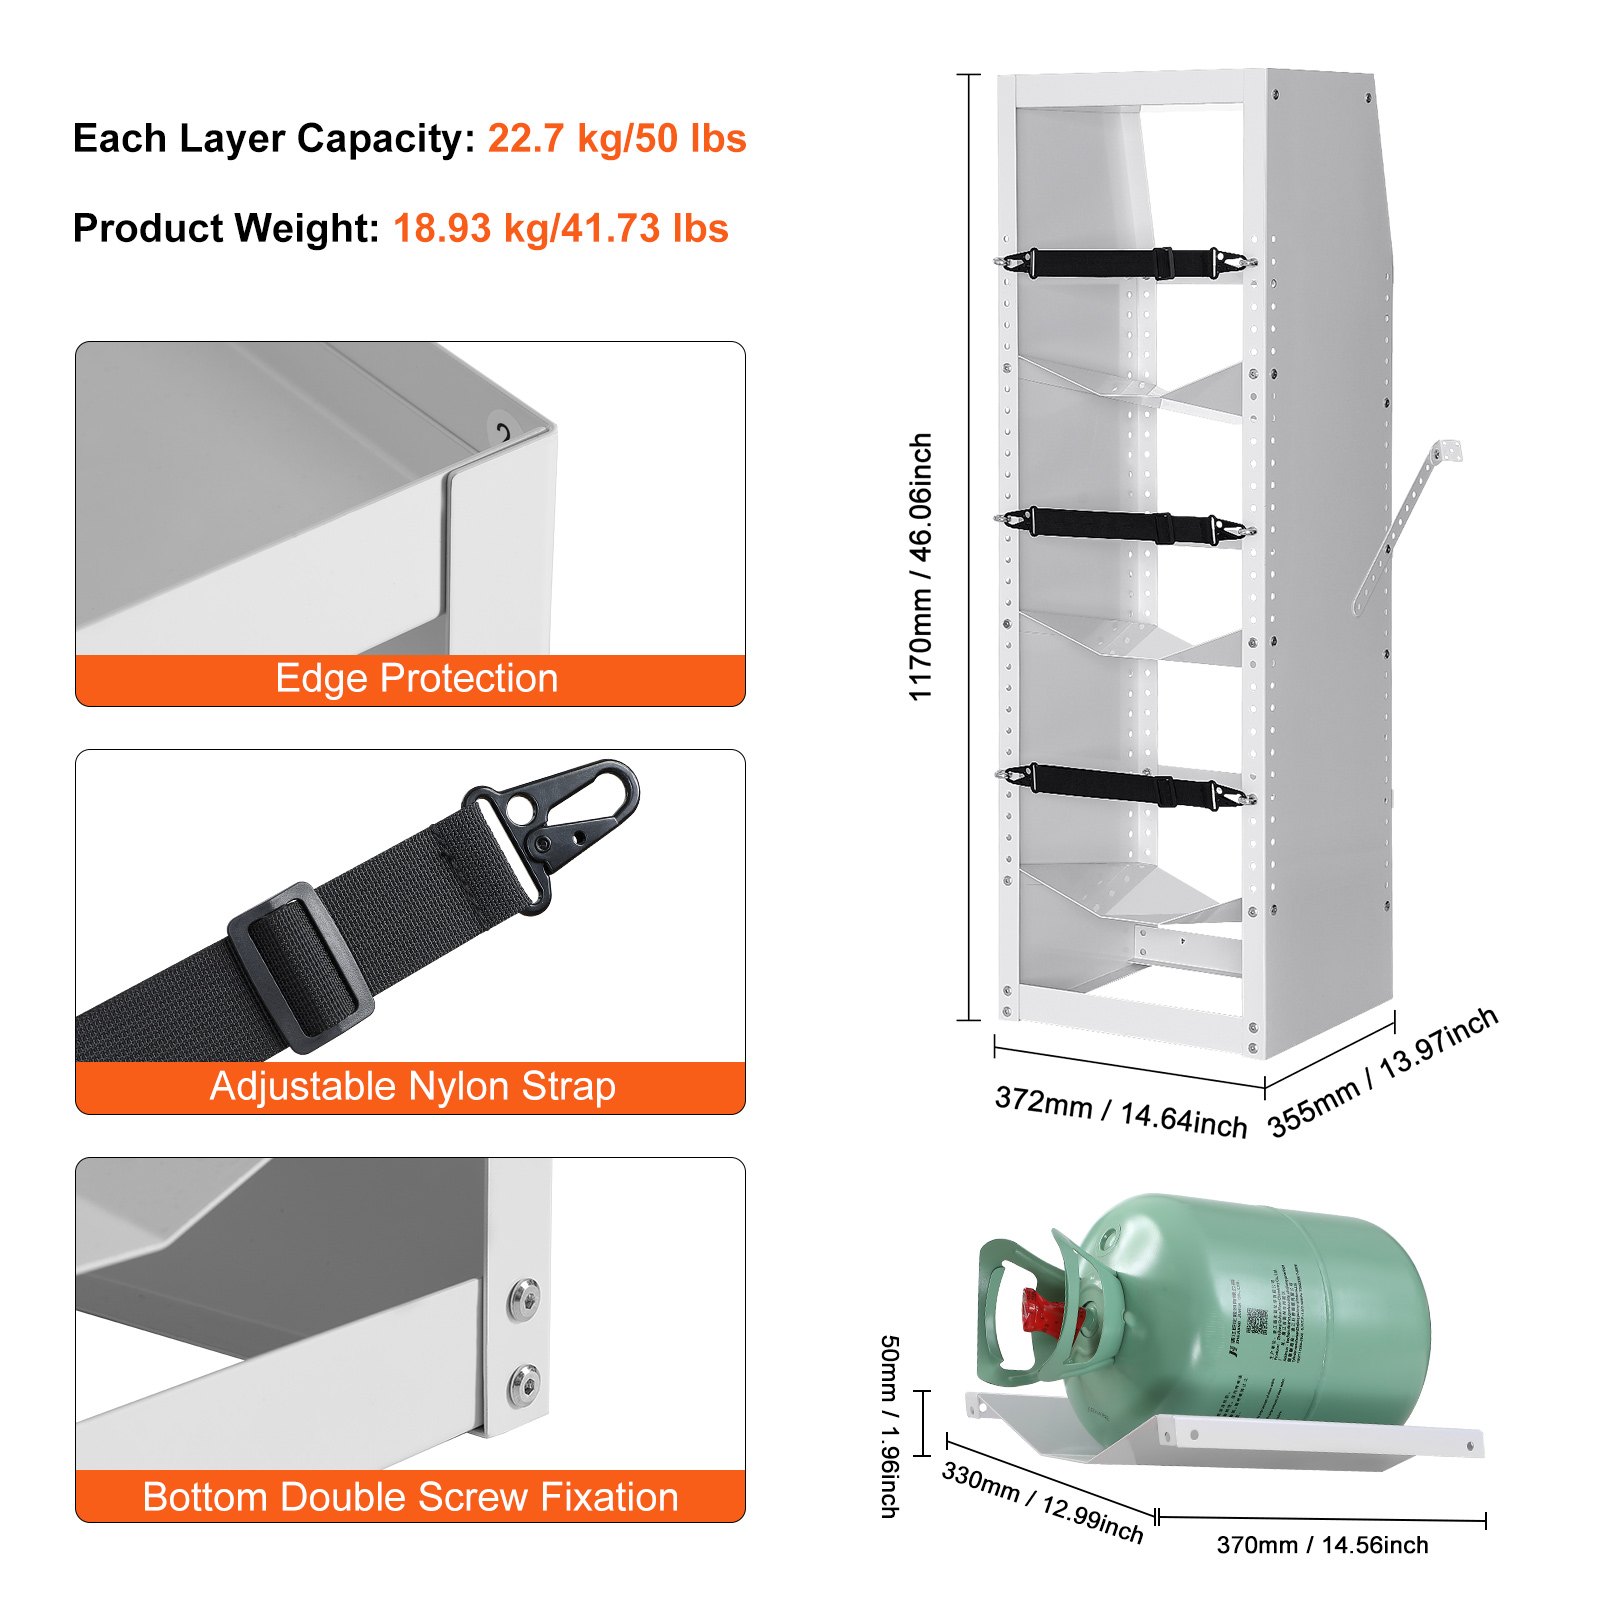 Each Layer Capacity: 22.7 kg/50 lbs
Product Weight: 18.93 kg/41.73 lbs
Edge Protection
Adjustable Nylon Strap
Bottom Double Screw Fixation
1170mm / 46.06inch
372mm / 14.64inch
355mm / 13.97inch
50mm / 1.96inch
330mm / 12.99inch
370mm / 14.56inch